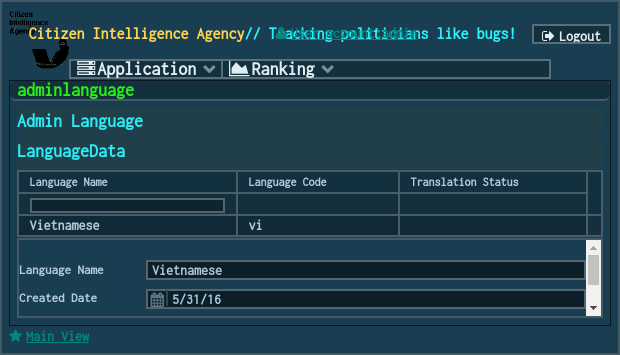 Citizen
Intelligence
Agency
Citizen Intelligence Agency// Tracking politicians like bugs!
Logout
Application
Ranking
adminlanguage
Admin Language
LanguageData
Language Name
Language Code
Translation Status
Vietnamese
vi
Language Name
Vietnamese
Created Date
5/31/16
Main View